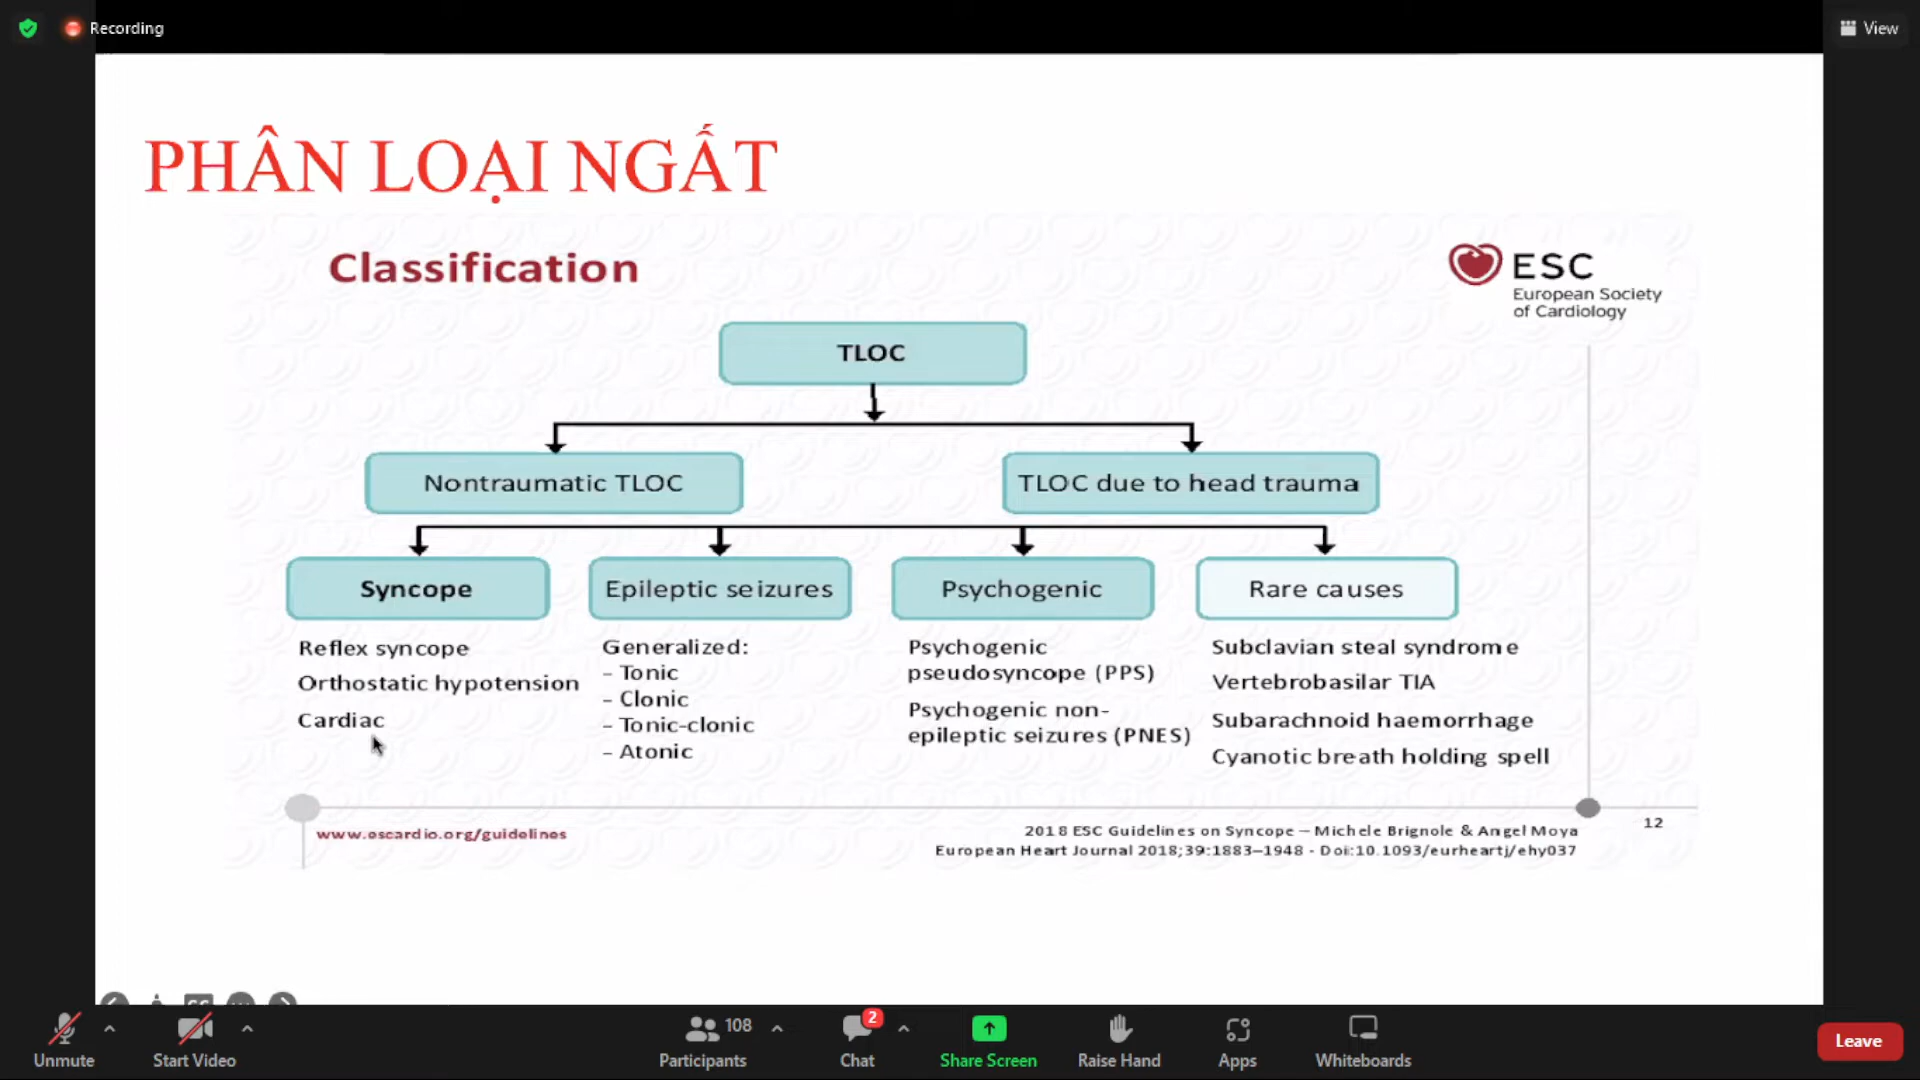 Recording
View
PHÂN LOẠI NGẤT
Classification
ESC
European Society
of Cardiology
TLOC
Nontraumatic TLOC
TLOC due to head trauma
Syncope
Epileptic seizures
Psychogenic
Rare causes
Reflex syncope
Orthostatic hypotension
Cardiac
Generalized:
- Tonic
- Clonic
- Tonic-clonic
- Atonic
Psychogenic
pseudosyncope (PPS)
Psychogenic non-
epileptic seizures (PNES)
Subclavian steal syndrome
Vertebrobasilar TIA
Subarachnoid haemorrhage
Cyanotic breath holding spell
www.escardio.org/guidelines
2018 ESC Guidelines on Syncope – Michele Brignole & Angel Moya
European Heart Journal 2018;39:1883–1948 - Doi:10.1093/eurheartj/ehy037
12
Unmute
Start Video
108
Participants
2
Chat
Share Screen
Raise Hand
Apps
Whiteboards
Leave